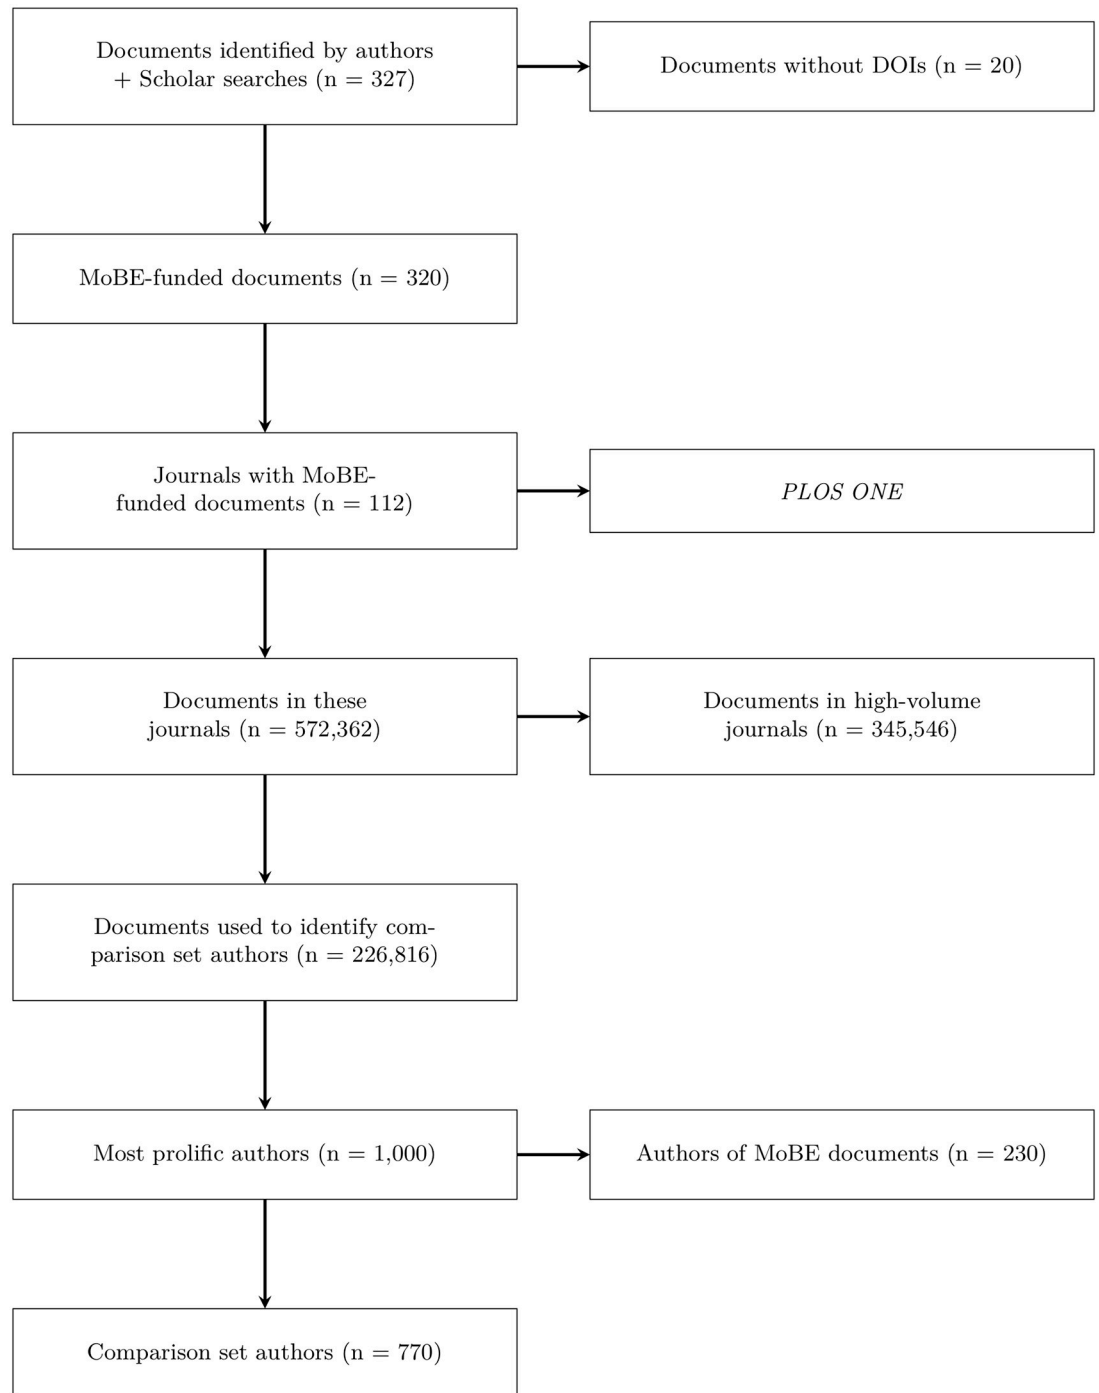 Documents identified by authors
+ Scholar searches (n = 327)
Documents without DOIs (n = 20)
MoBE-funded documents (n = 320)
Journals with MoBE-
funded documents (n = 112)
PLOS ONE
Documents in these
journals (n = 572,362)
Documents in high-volume
journals (n = 345,546)
Documents used to identify com-
parison set authors (n = 226,816)
Most prolific authors (n = 1,000)
Authors of MoBE documents (n = 230)
Comparison set authors (n = 770)